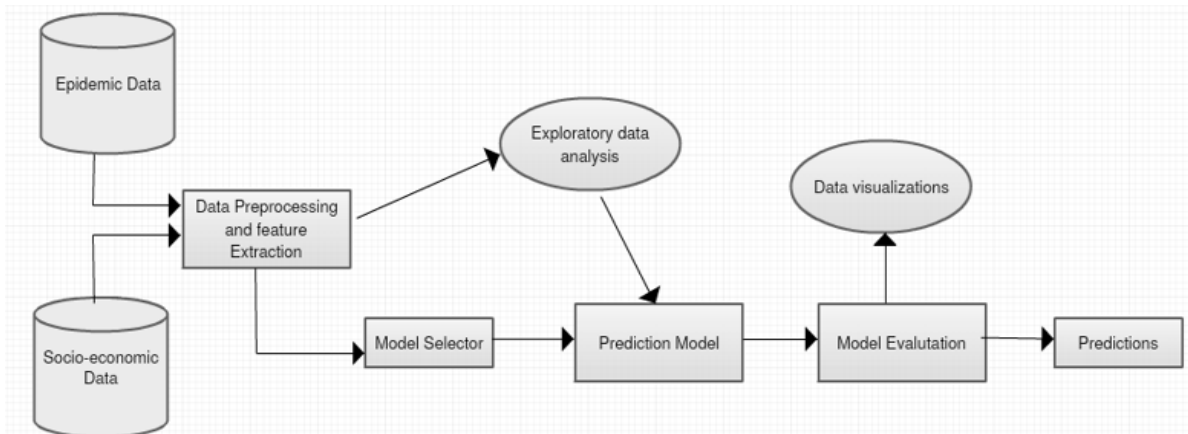 Epidemic Data
Exploratory data
analysis
Data visualizations
Data Preprocessing
and feature
Extraction
Socio-economic
Data
Model Selector
Prediction Model
Model Evalutation
Predictions